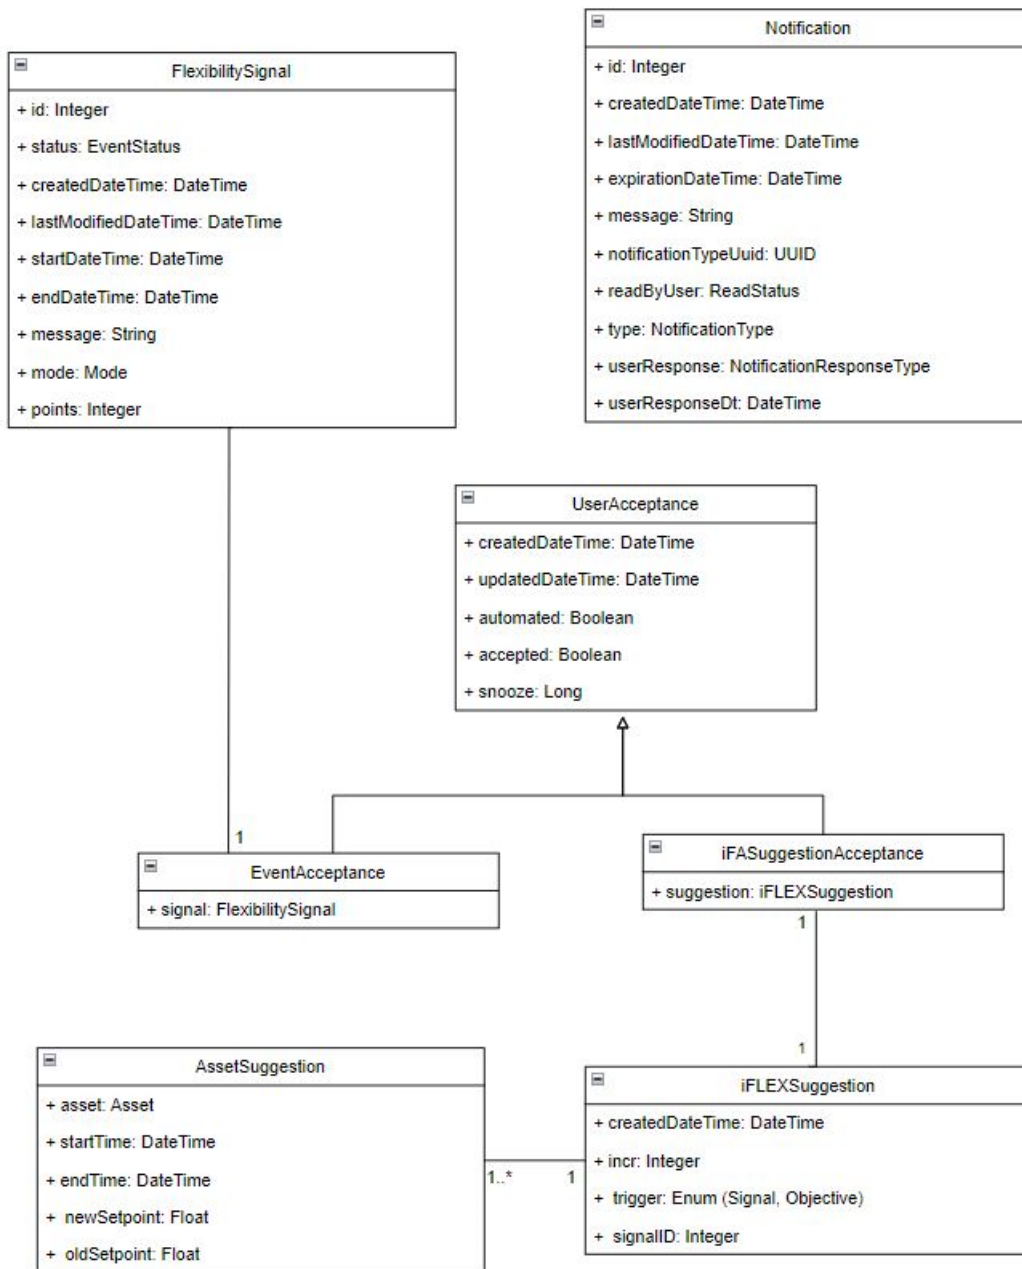 Notification
+ id: Integer
+ createdDateTime: DateTime
+ lastModifiedDateTime: DateTime
+ expirationDateTime: DateTime
+ message: String
+ notificationTypeUuid: UUID
+ readByUser: ReadStatus
+ type: NotificationType
+ userResponse: NotificationResponseType
+ userResponseDt: DateTime
FlexibilitySignal
+ id: Integer
+ status: EventStatus
+ createdDateTime: DateTime
+ lastModifiedDateTime: DateTime
+ startDateTime: DateTime
+ endDateTime: DateTime
+ message: String
+ mode: Mode
+ points: Integer
UserAcceptance
+ createdDateTime: DateTime
+ updatedDateTime: DateTime
+ automated: Boolean
+ accepted: Boolean
+ snooze: Long
1
EventAcceptance
+ signal: FlexibilitySignal
iFASuggestionAcceptance
+ suggestion: iFLEXSuggestion
1
1
AssetSuggestion
+ asset: Asset
+ startTime: DateTime
+ endTime: DateTime
+ newSetpoint: Float
+ oldSetpoint: Float
1..*
1
iFLEXSuggestion
+ createdDateTime: DateTime
+ incr: Integer
+ trigger: Enum (Signal, Objective)
+ signalID: Integer